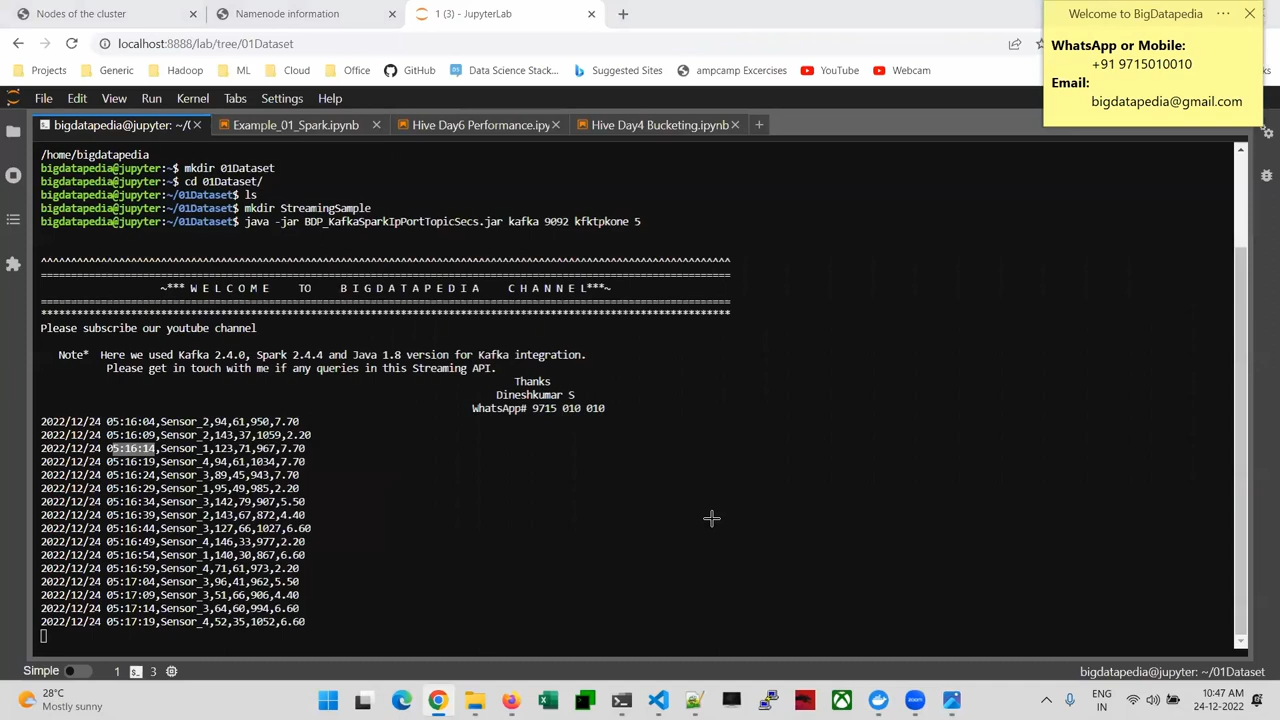 Nodes of the cluster
Namenode information
1 (3) - JupyterLab
localhost:8888/lab/tree/01Dataset
Projects
Generic
Hadoop
ML
Cloud
Office
GitHub
Data Science Stack...
Suggested Sites
ampcamp Excercises
YouTube
Webcam
Welcome to BigDatapedia
WhatsApp or Mobile:
+91 9715010010
Email:
bigdatapedia@gmail.com
File Edit View Run Kernel Tabs Settings Help
bigdatapedia@jupyter: ~/(
Example_01_Spark.ipynb
Hive Day6 Performance.ipy
Hive Day4 Bucketing.ipynb
/home/bigdatapedia
bigdatapedia@jupyter:~$ mkdir 01Dataset
bigdatapedia@jupyter:~$ cd 01Dataset/
bigdatapedia@jupyter:~/01Dataset$ ls
bigdatapedia@jupyter:~/01Dataset$ mkdir StreamingSample
bigdatapedia@jupyter:~/01Dataset$ java -jar BDP_KafkaSparkIpPortTopicSecs.jar kafka 9092 kfktpkone 5
~*** W E L C O M E TO B I G D A T A P E D I A C H A N N E L***~
Please subscribe our youtube channel
Note* Here we used Kafka 2.4.0, Spark 2.4.4 and Java 1.8 version for Kafka integration.
Please get in touch with me if any queries in this Streaming API.
Thanks
Dineshkumar S
WhatsApp# 9715 010 010
2022/12/24 05:16:04,Sensor_2,94,61,950,7.70
2022/12/24 05:16:09,Sensor_2,143,37,1059,2.20
2022/12/24 05:16:14,Sensor_1,123,71,967,7.70
2022/12/24 05:16:19,Sensor_4,94,61,1034,7.70
2022/12/24 05:16:24,Sensor_3,89,45,943,7.70
2022/12/24 05:16:29,Sensor_1,95,49,985,2.20
2022/12/24 05:16:34,Sensor_3,142,79,907,5.50
2022/12/24 05:16:39,Sensor_2,143,67,872,4.40
2022/12/24 05:16:44,Sensor_3,127,66,1027,6.60
2022/12/24 05:16:49,Sensor_4,146,33,977,2.20
2022/12/24 05:16:54,Sensor_1,140,30,867,6.60
2022/12/24 05:16:59,Sensor_4,71,61,973,2.20
2022/12/24 05:17:04,Sensor_3,96,41,962,5.50
2022/12/24 05:17:09,Sensor_3,51,66,906,4.40
2022/12/24 05:17:14,Sensor_3,64,60,994,6.60
2022/12/24 05:17:19,Sensor_4,52,35,1052,6.60
Simple 1 3
bigdatapedia@jupyter: ~/01Dataset
28°C
Mostly sunny
ENG
IN
10:47 AM
24-12-2022